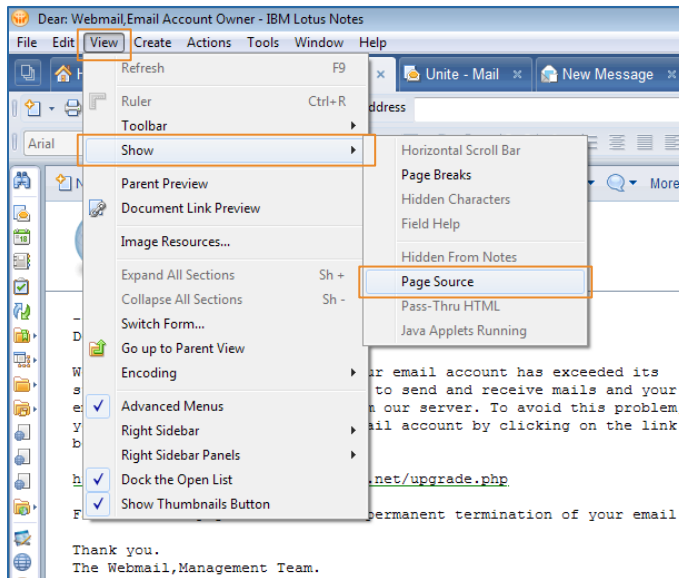 Dear: Webmail,Email Account Owner - IBM Lotus Notes
File Edit View Create Actions Tools Window Help
Unite - Mail New Message
Refresh F9
Ruler Ctrl+R
ddress
Toolbar
Arial
Show
Horizontal Scroll Bar
Page Breaks
More
Parent Preview
Hidden Characters
Document Link Preview
Field Help
Image Resources...
Hidden From Notes
Expand All Sections Sh +
Page Source
Collapse All Sections Sh -
Pass-Thru HTML
Switch Form...
Java Applets Running
Go up to Parent View
email account has exceeded its
Encoding
to send and receive mails and your
Advanced Menus
our server. To avoid this problem
Right Sidebar
ail account by clicking on the link
Right Sidebar Panels
Dock the Open List
.net/upgrade.php
Show Thumbnails Button
permanent termination of your email
Thank you.
The Webmail,Management Team.